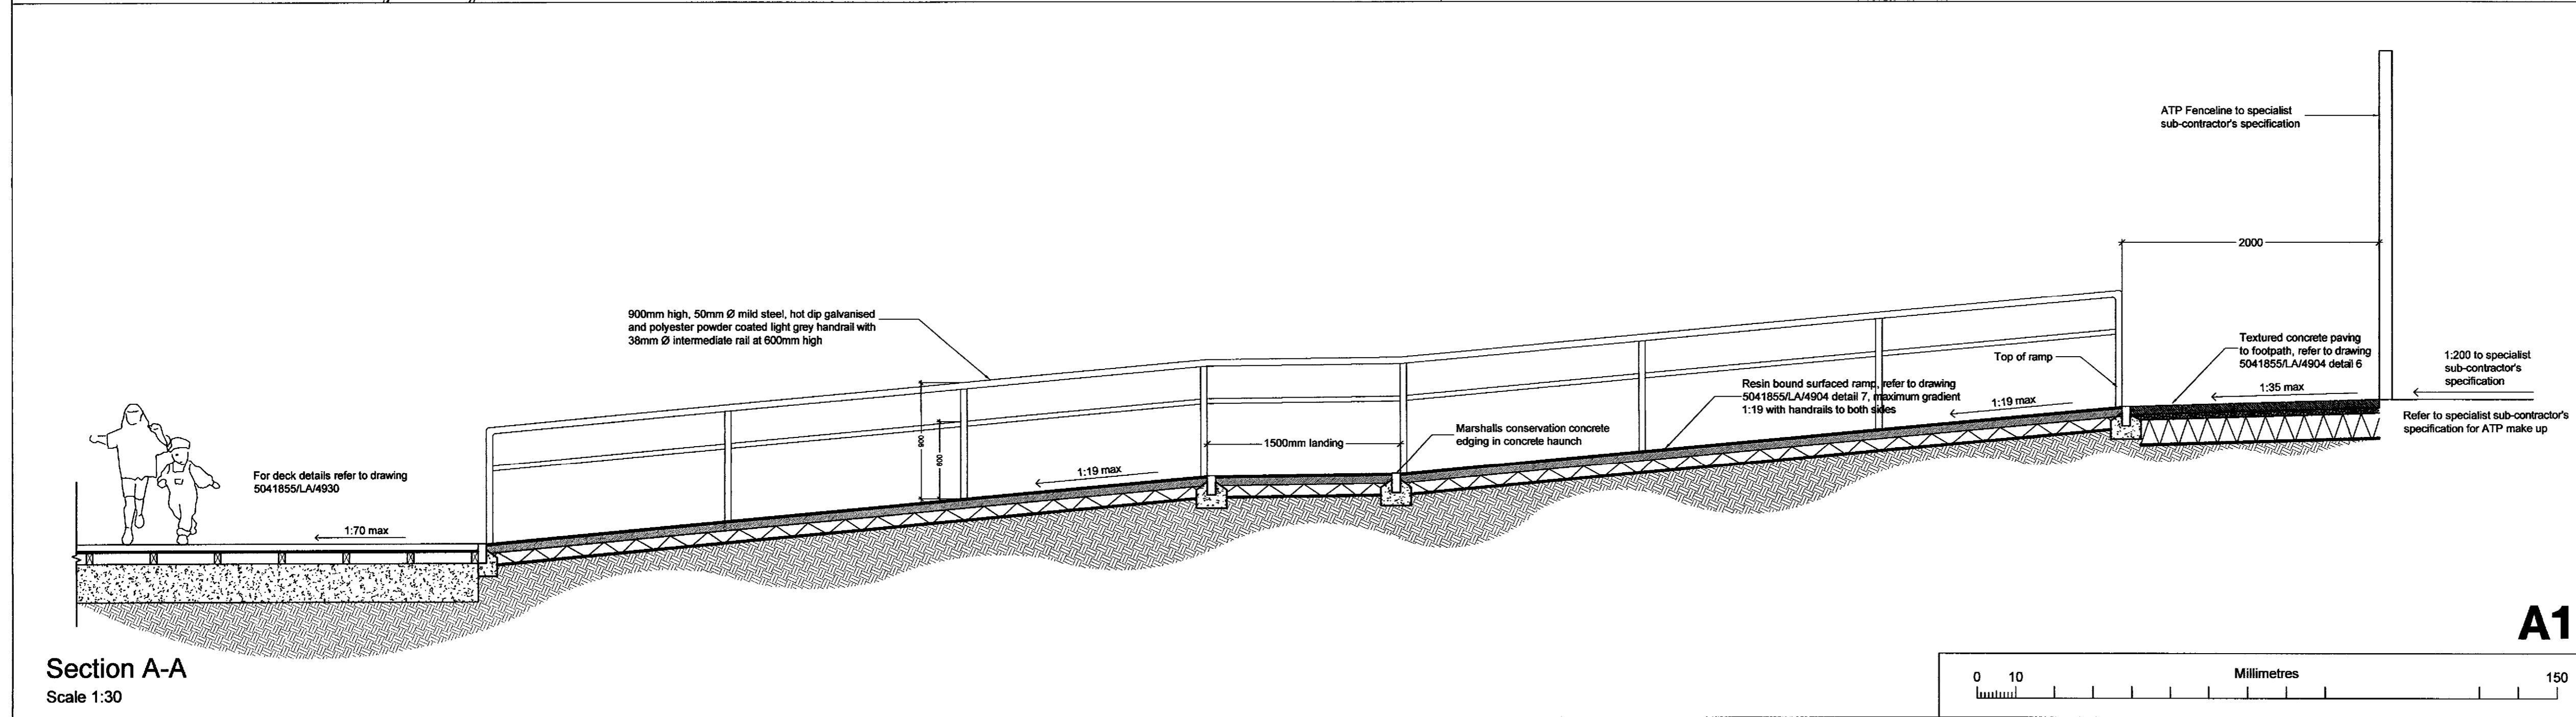 ATP Fenceline to specialist
sub-contractor's specification
2000
900mm high, 50mm Ø mild steel, hot dip galvanised
and polyester powder coated light grey handrail with
38mm Ø intermediate rail at 600mm high
Textured concrete paving
to footpath, refer to drawing
5041855/LA/4904 detail 6
Top of ramp
1:200 to specialist
sub-contractor's
specification
Resin bound surfaced ramp, refer to drawing
5041855/LA/4904 detail 7, maximum gradient
1:19 with handrails to both sides
1:35 max
1:19 max
Refer to specialist sub-contractor's
specification for ATP make up
Marshalls conservation concrete
edging in concrete haunch
1500mm landing
900
600
1:19 max
For deck details refer to drawing
5041855/LA/4930
1:70 max
A1
Section A-A
Scale 1:30
Millimetres
0 10 150